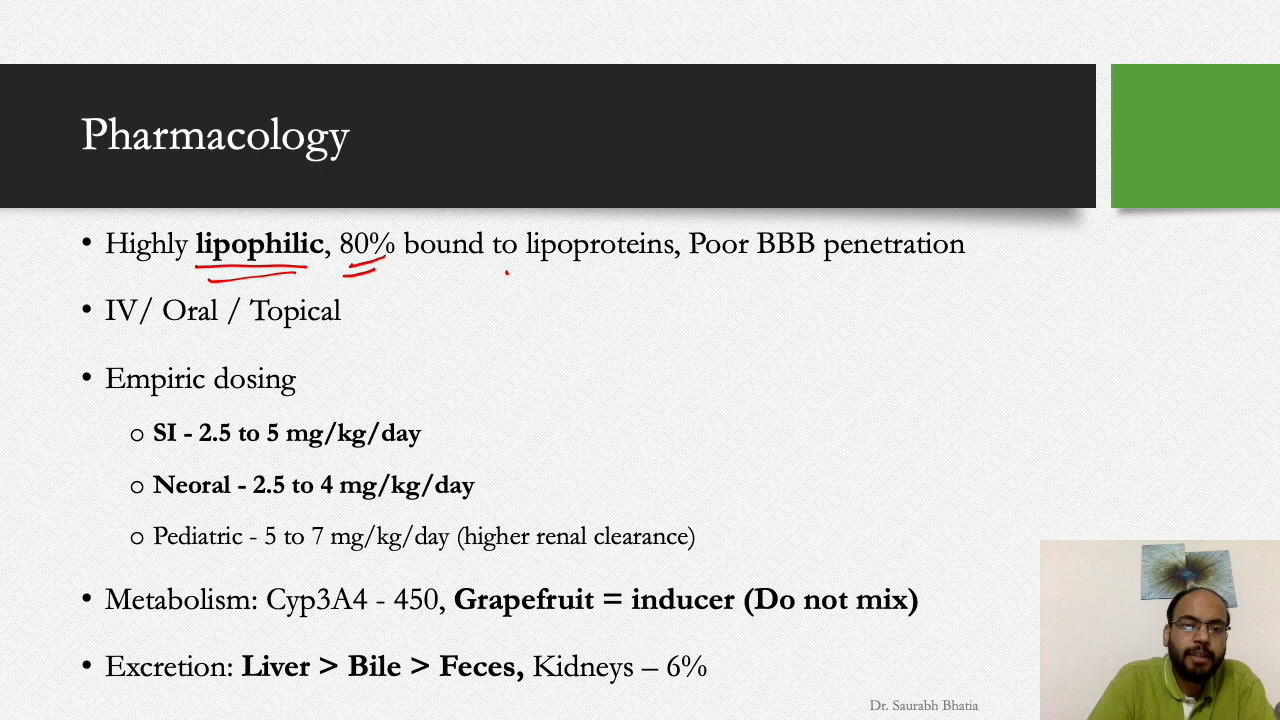 Pharmacology
• Highly lipophilic, 80% bound to lipoproteins, Poor BBB penetration
• IV/ Oral / Topical
• Empiric dosing
o SI - 2.5 to 5 mg/kg/day
o Neoral - 2.5 to 4 mg/kg/day
o Pediatric - 5 to 7 mg/kg/day (higher renal clearance)
• Metabolism: Cyp3A4 - 450, Grapefruit = inducer (Do not mix)
• Excretion: Liver > Bile > Feces, Kidneys – 6%
Dr. Saurabh Bhatia